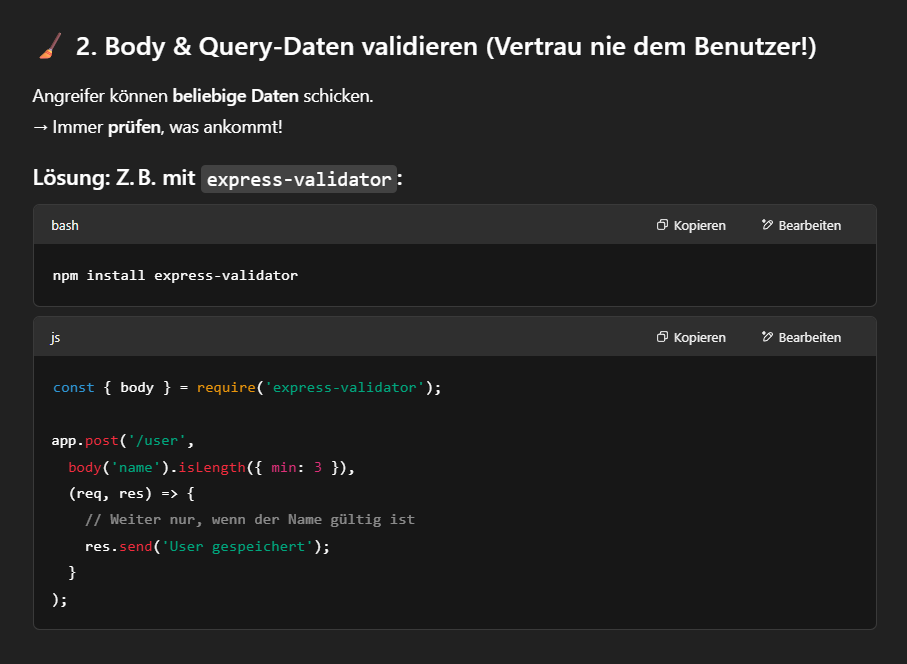 🖌️ 2. Body & Query-Daten validieren (Vertrau nie dem Benutzer!)
Angreifer können beliebige Daten schicken.
→ Immer prüfen, was ankommt!
Lösung: Z. B. mit express-validator:
bash Kopieren Bearbeiten
npm install express-validator
js Kopieren Bearbeiten
const { body } = require('express-validator');
app.post('/user',
  body('name').isLength({ min: 3 }),
  (req, res) => {
    // Weiter nur, wenn der Name gültig ist
    res.send('User gespeichert');
  }
);